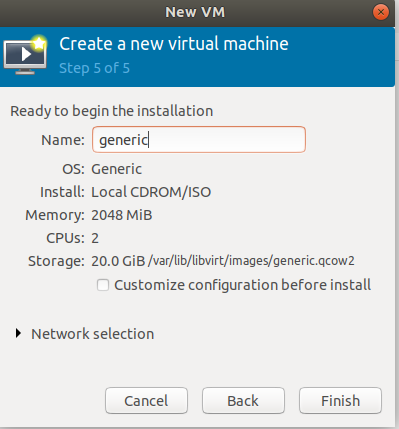 New VM
Create a new virtual machine
Step 5 of 5
Ready to begin the installation
Name: generic
OS: Generic
Install: Local CDROM/ISO
Memory: 2048 MiB
CPUs: 2
Storage: 20.0 GiB /var/lib/libvirt/images/generic.qcow2
Customize configuration before install
Network selection
Cancel Back Finish